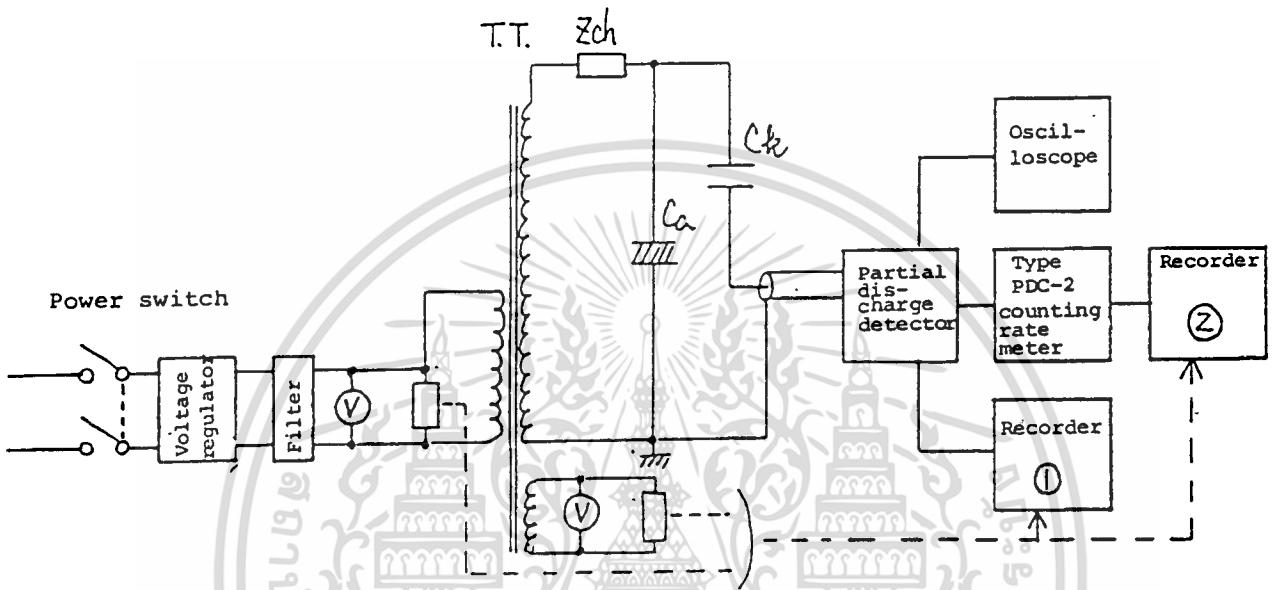 T.T.
Zch
Ck
Ca
Oscil-
loscope
Power switch
Voltage
regulator
Filter
V
V
Partial
dis-
charge
detector
Type
PDC-2
counting
rate
meter
Recorder
②
Recorder
①